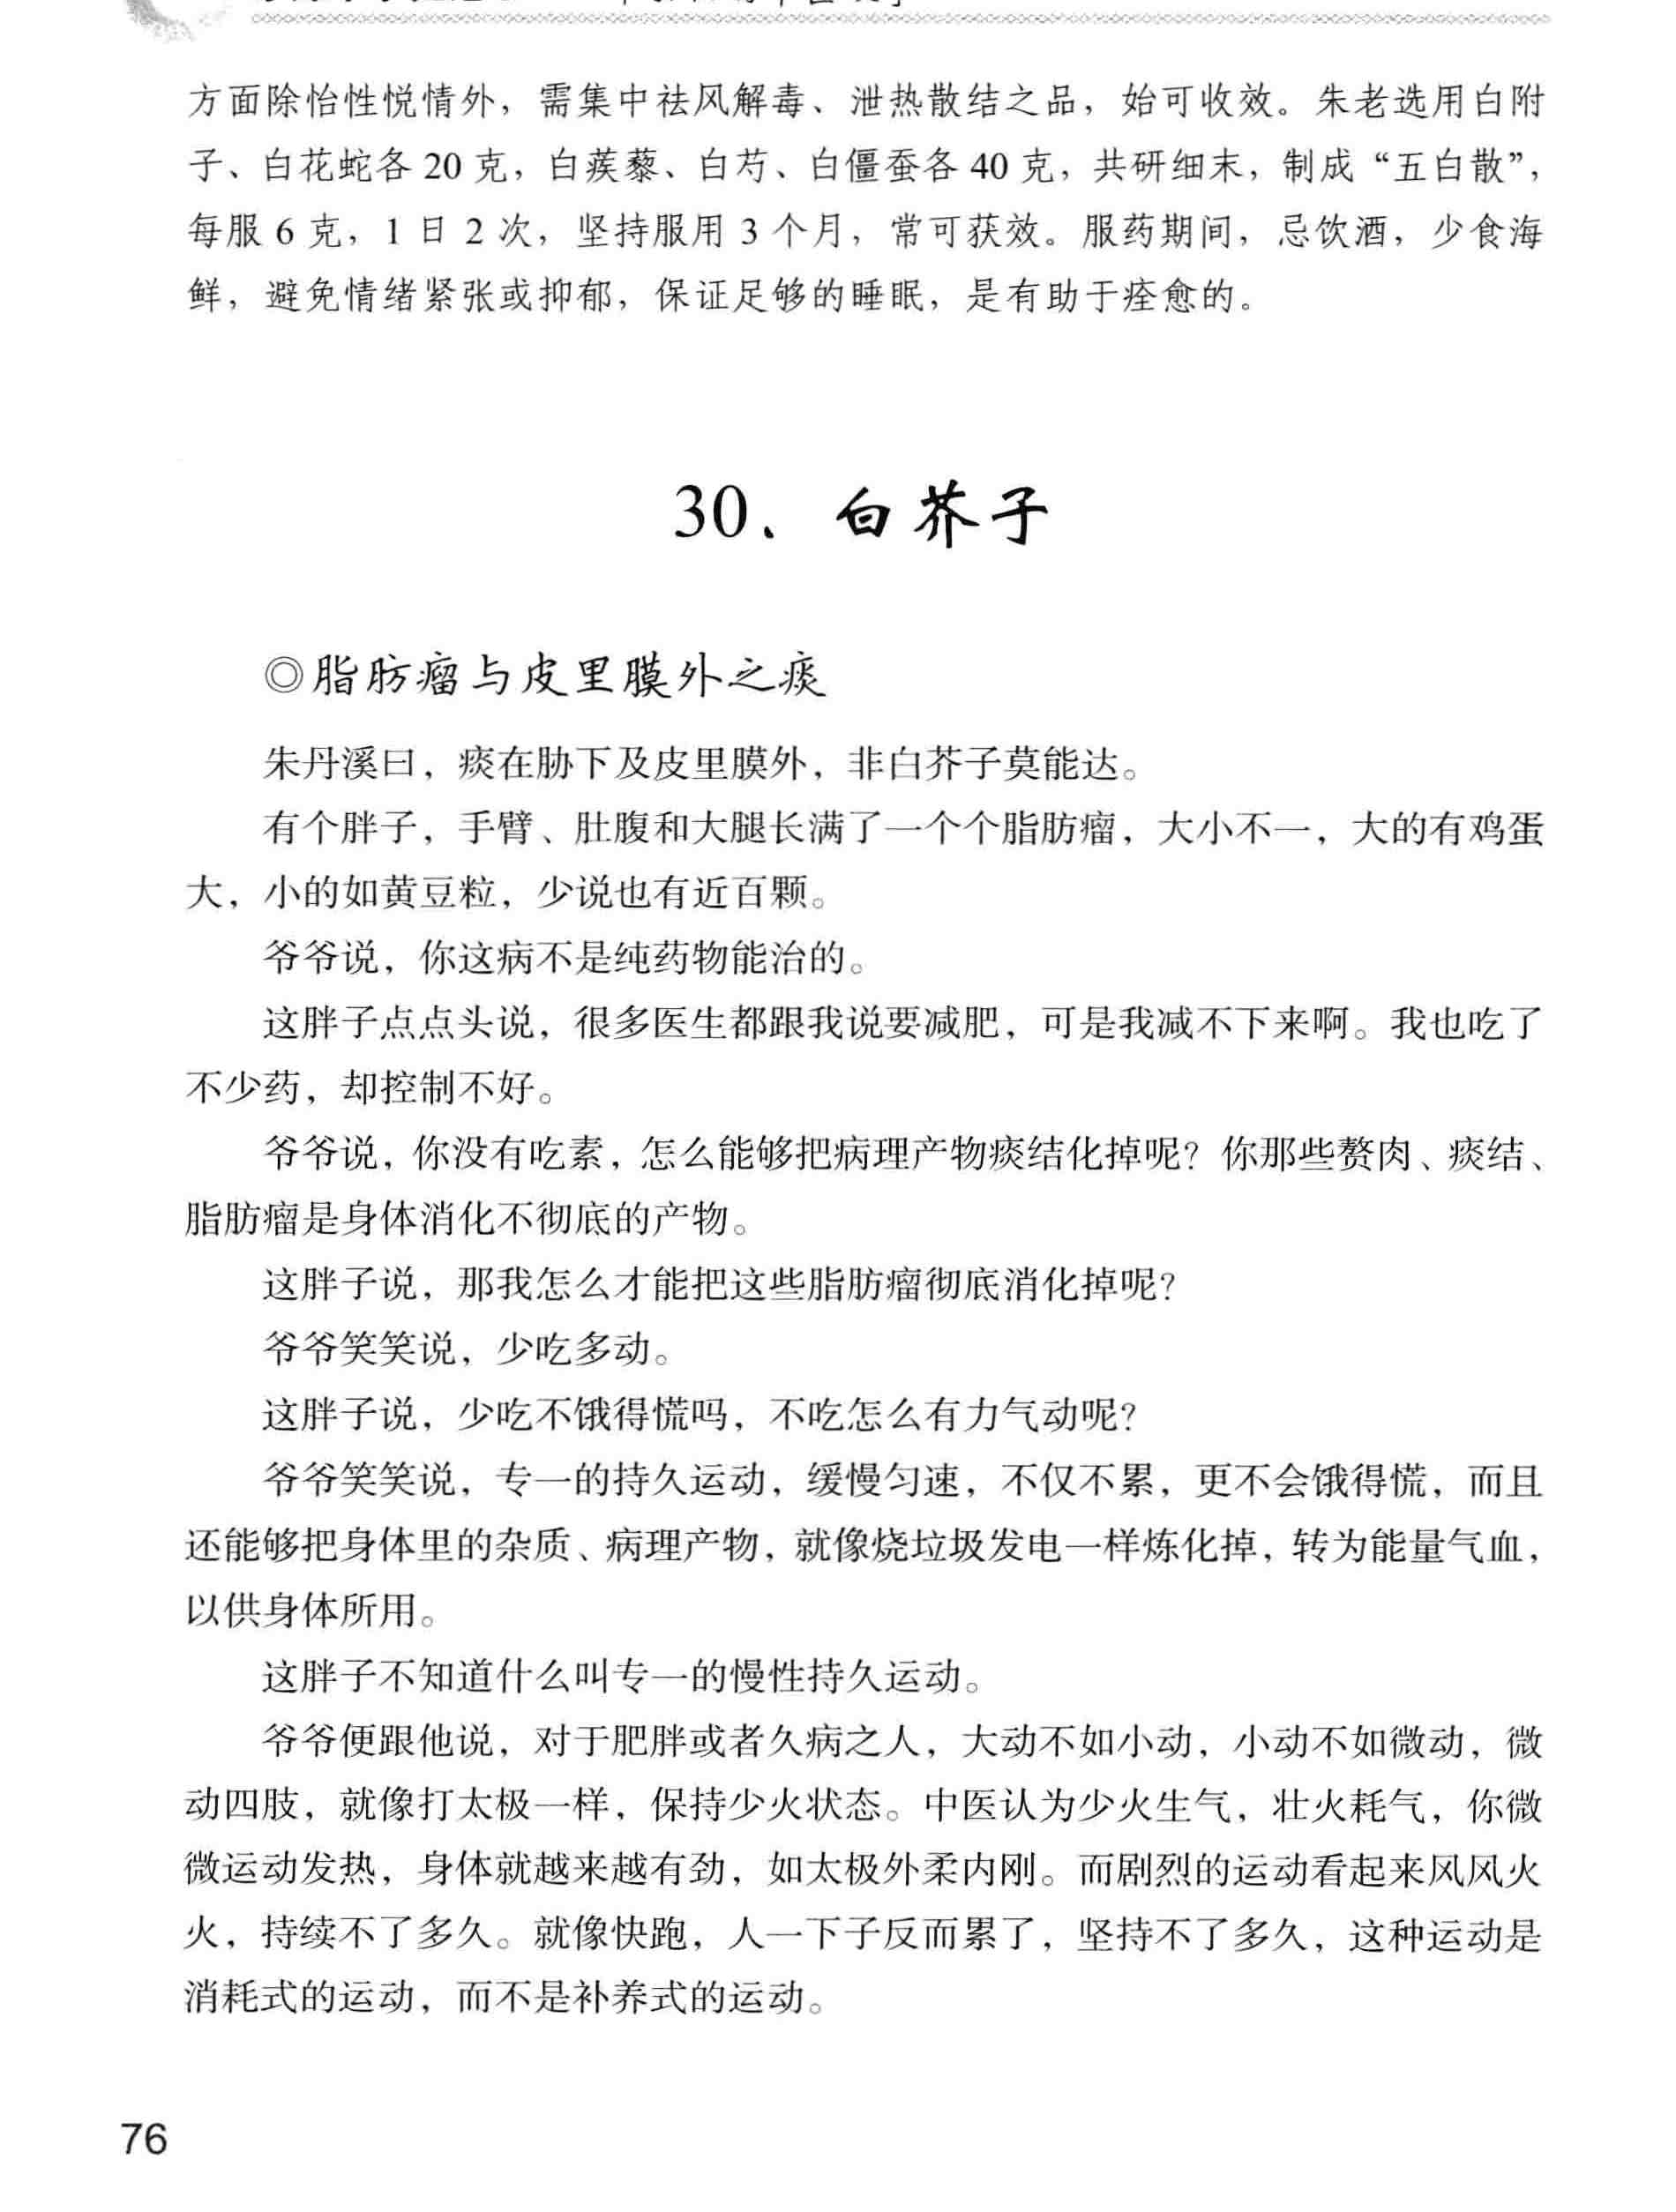 方面除怡性悦情外，需集中祛风解毒、泄热散结之品，始可收效。朱老选用白附
子、白花蛇各 20 克，白蒺藜、白芍、白僵蚕各 40 克，共研细末，制成“五白散”，
每服 6 克，1 日 2 次，坚持服用 3 个月，常可获效。服药期间，忌饮酒，少食海
鲜，避免情绪紧张或抑郁，保证足够的睡眠，是有助于痊愈的。
30、白芥子
◎脂肪瘤与皮里膜外之痰
朱丹溪曰，痰在胁下及皮里膜外，非白芥子莫能达。
有个胖子，手臂、肚腹和大腿长满了一个个脂肪瘤，大小不一，大的有鸡蛋
大，小的如黄豆粒，少说也有近百颗。
爷爷说，你这病不是纯药物能治的。
这胖子点点头说，很多医生都跟我说要减肥，可是我减不下来啊。我也吃了
不少药，却控制不好。
爷爷说，你没有吃素，怎么能够把病理产物痰结化掉呢？你那些赘肉、痰结、
脂肪瘤是身体消化不彻底的产物。
这胖子说，那我怎么才能把这些脂肪瘤彻底消化掉呢？
爷爷笑笑说，少吃多动。
这胖子说，少吃不饿得慌吗，不吃怎么有力气动呢？
爷爷笑笑说，专一的持久运动，缓慢匀速，不仅不累，更不会饿得慌，而且
还能够把身体里的杂质、病理产物，就像烧垃圾发电一样炼化掉，转为能量气血，
以供身体所用。
这胖子不知道什么叫专一的慢性持久运动。
爷爷便跟他说，对于肥胖或者久病之人，大动不如小动，小动不如微动，微
动四肢，就像打太极一样，保持少火状态。中医认为少火生气，壮火耗气，你微
微运动发热，身体就越来越有劲，如太极外柔内刚。而剧烈的运动看起来风风火
火，持续不了多久。就像快跑，人一下子反而累了，坚持不了多久，这种运动是
消耗式的运动，而不是补养式的运动。
76